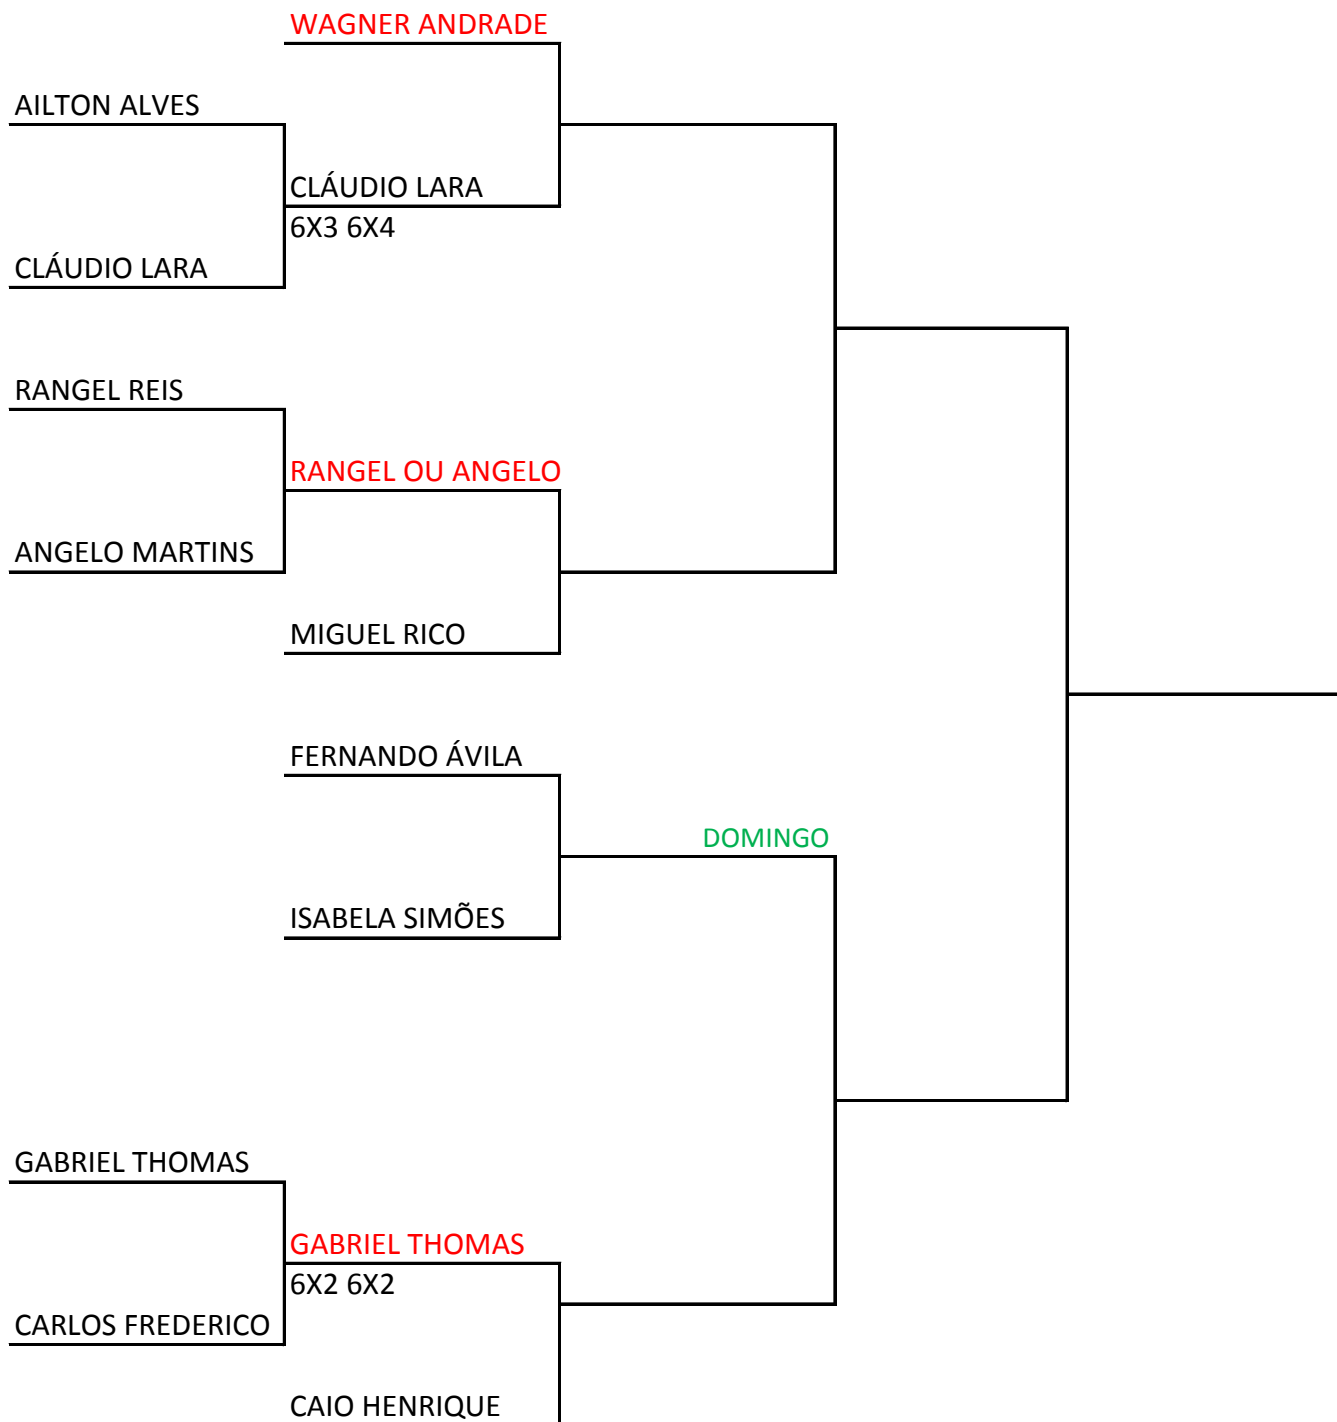 WAGNER ANDRADE
AILTON ALVES
CLÁUDIO LARA
6X3 6X4
CLÁUDIO LARA
RANGEL REIS
RANGEL OU ANGELO
ANGELO MARTINS
MIGUEL RICO
FERNANDO ÁVILA
DOMINGO
ISABELA SIMÕES
GABRIEL THOMAS
GABRIEL THOMAS
6X2 6X2
CARLOS FREDERICO
CAIO HENRIQUE